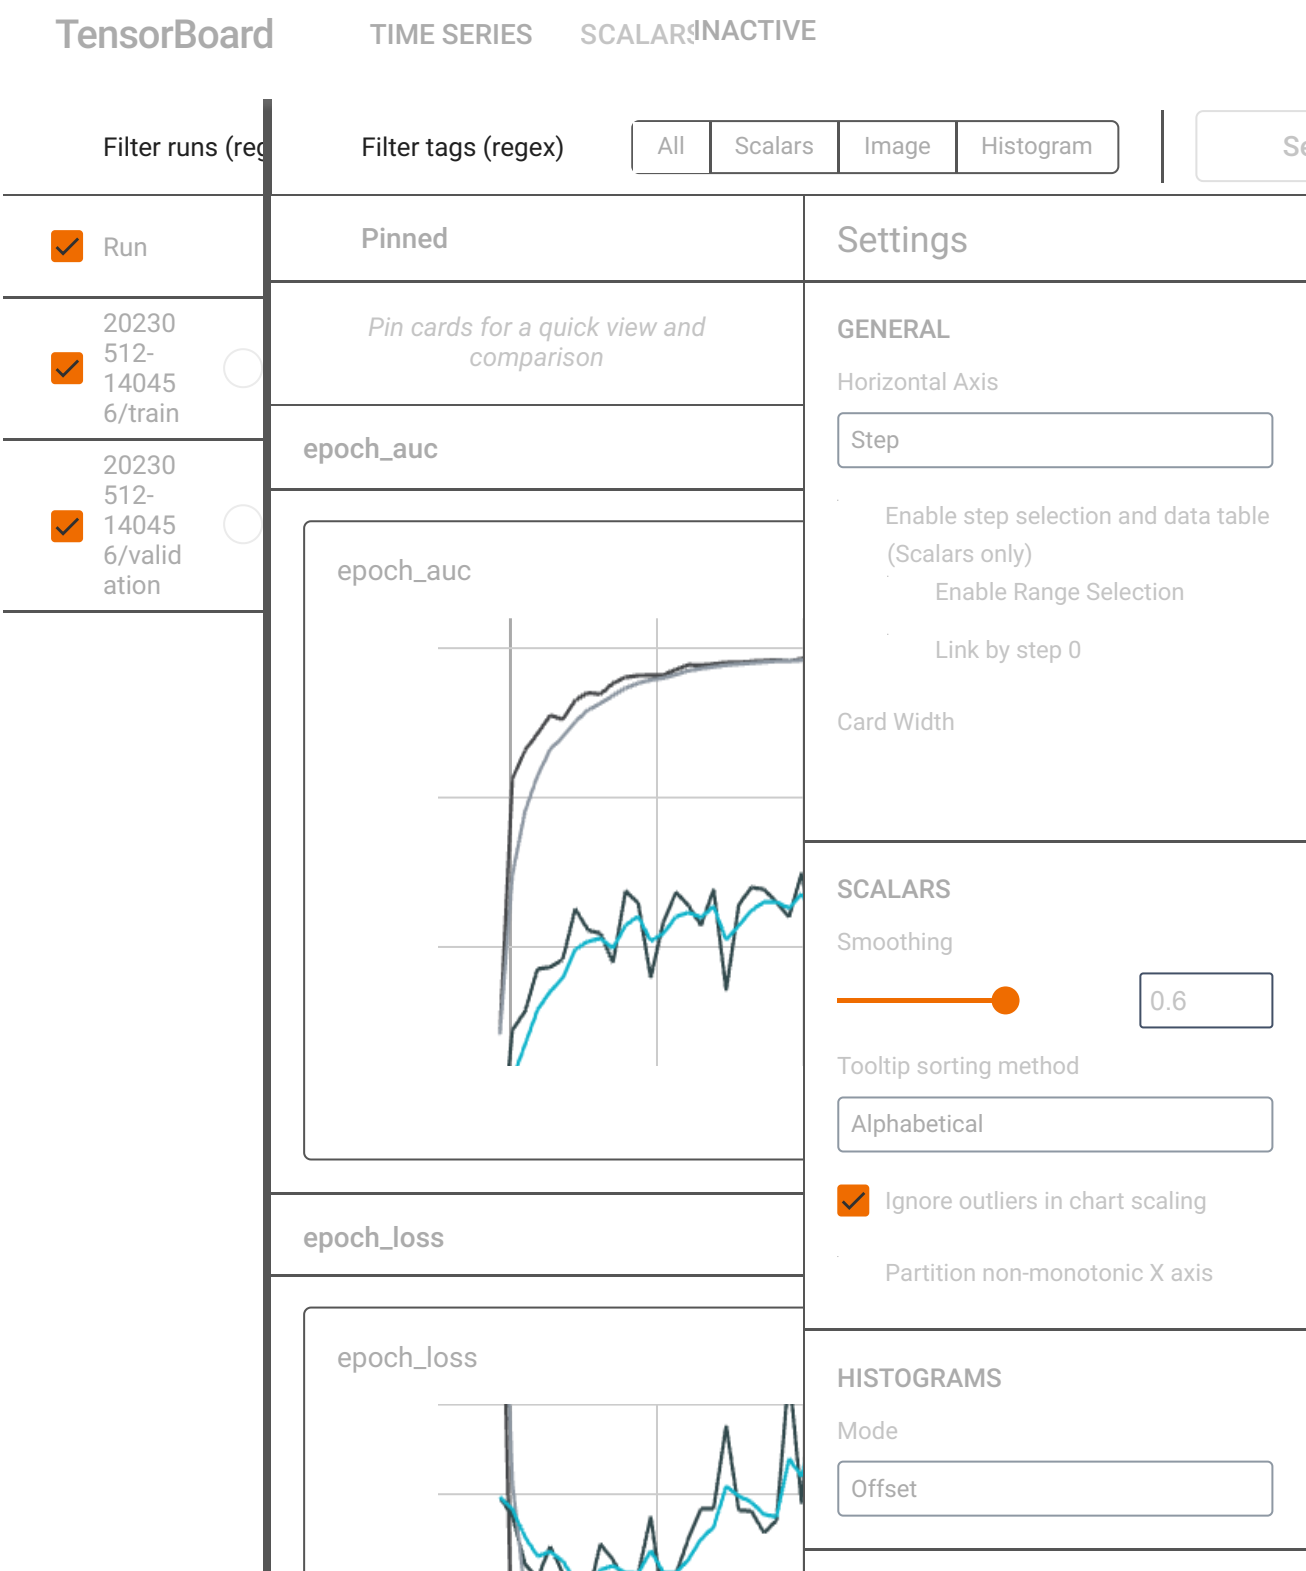 TensorBoard
TIME SERIES
SCALARS
INACTIVE
Filter runs (reg
Filter tags (regex)
All
Scalars
Image
Histogram
Run
20230
512-
14045
6/train
20230
512-
14045
6/valid
ation
Pinned
Pin cards for a quick view and
comparison
epoch_auc
epoch_auc
epoch_loss
epoch_loss
Settings
GENERAL
Horizontal Axis
Step
Enable step selection and data table
(Scalars only)
Enable Range Selection
Link by step 0
Card Width
SCALARS
Smoothing
0.6
Tooltip sorting method
Alphabetical
Ignore outliers in chart scaling
Partition non-monotonic X axis
HISTOGRAMS
Mode
Offset